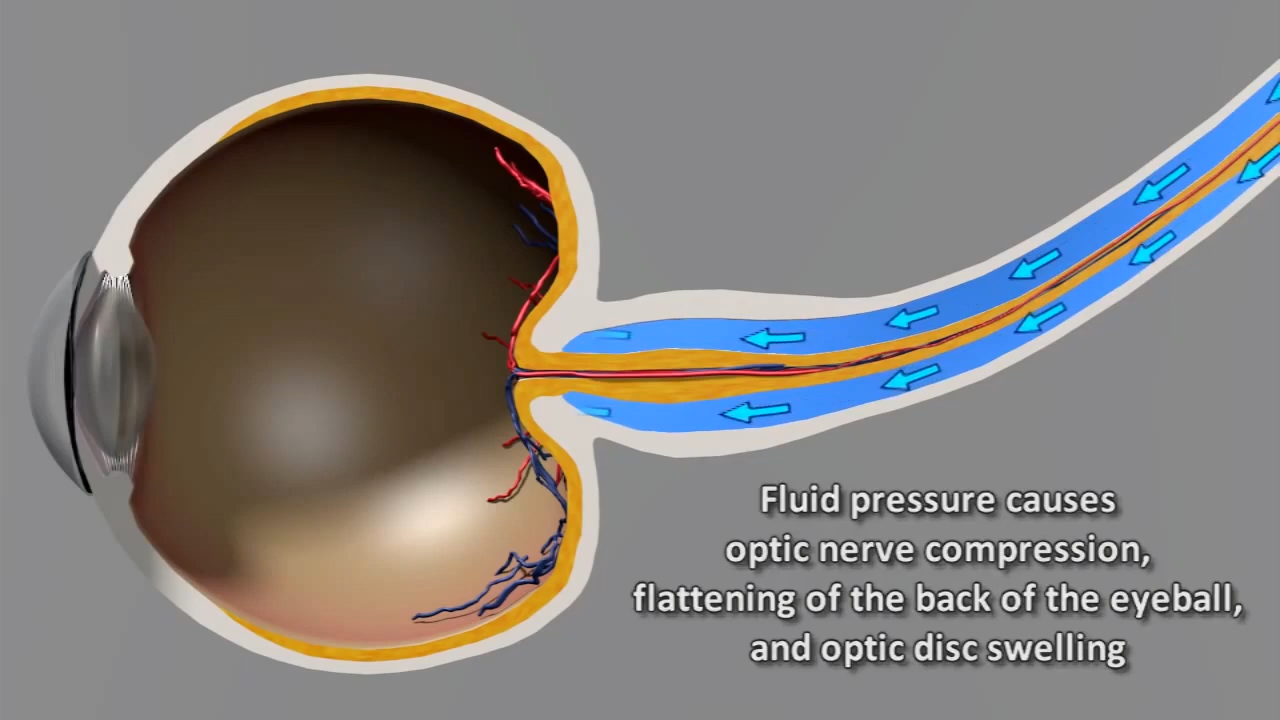 Fluid pressure causes
optic nerve compression,
flattening of the back of the eyeball,
and optic disc swelling